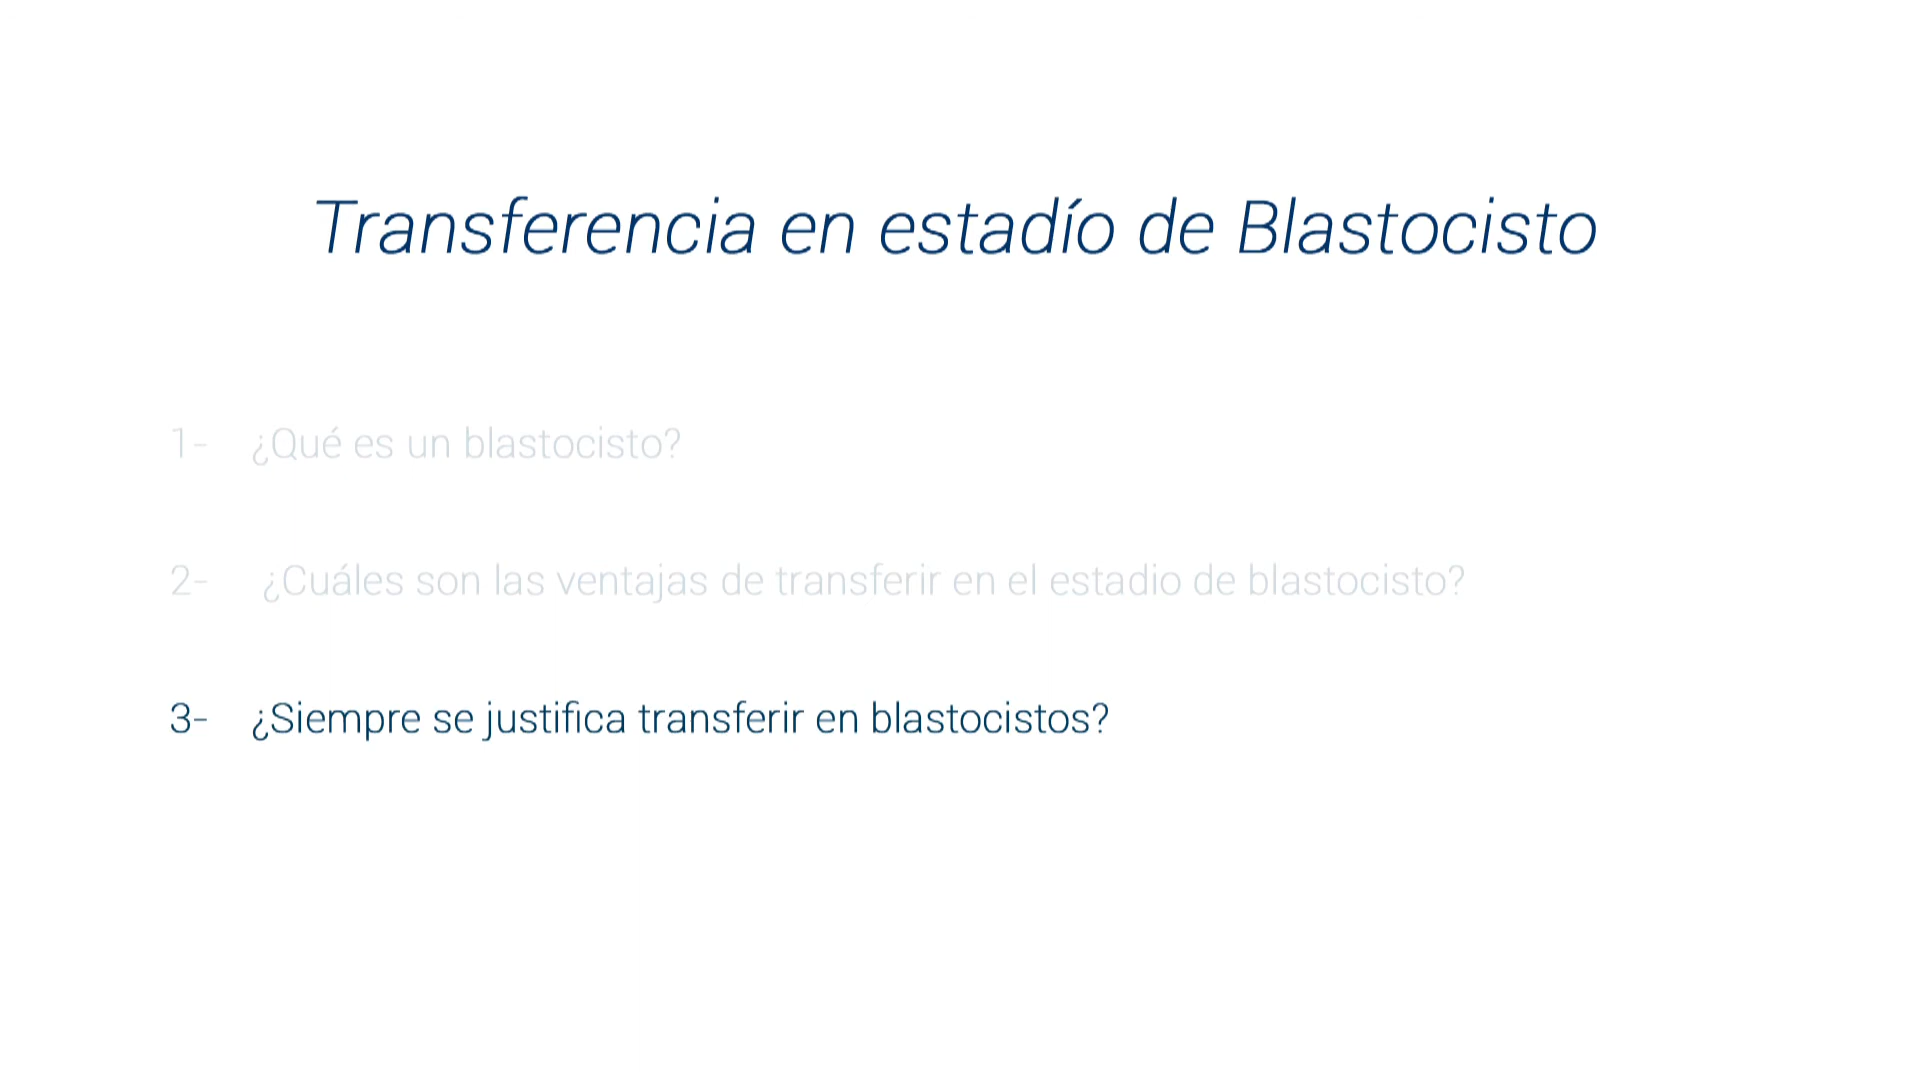 Transferencia en estadío de Blastocisto
1- ¿Qué es un blastocisto?
2- ¿Cuáles son las ventajas de transferir en el estadio de blastocisto?
3- ¿Siempre se justifica transferir en blastocistos?